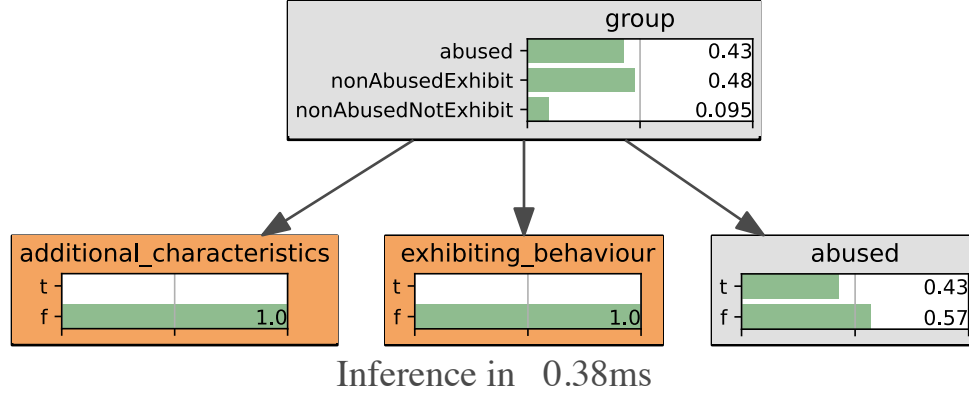 group
abused 0.43
nonAbusedExhibit 0.48
nonAbusedNotExhibit 0.095
additional_characteristics
t
f 1.0
exhibiting_behaviour
t
f 1.0
abused
t 0.43
f 0.57
Inference in 0.38ms